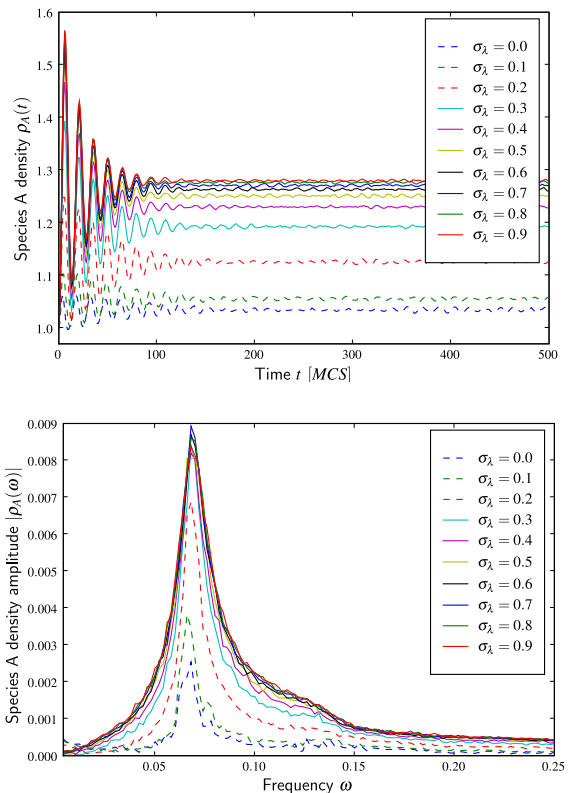 1.6
1.5
1.4
1.3
1.2
1.1
1.0
Species A density ρ_A(t)
σ_λ = 0.0
σ_λ = 0.1
σ_λ = 0.2
σ_λ = 0.3
σ_λ = 0.4
σ_λ = 0.5
σ_λ = 0.6
σ_λ = 0.7
σ_λ = 0.8
σ_λ = 0.9
0 100 200 300 400 500
Time t [MCS]
0.009
0.008
0.007
0.006
0.005
0.004
0.003
0.002
0.001
0.000
Species A density amplitude |ρ_A(ω)|
σ_λ = 0.0
σ_λ = 0.1
σ_λ = 0.2
σ_λ = 0.3
σ_λ = 0.4
σ_λ = 0.5
σ_λ = 0.6
σ_λ = 0.7
σ_λ = 0.8
σ_λ = 0.9
0.05 0.10 0.15 0.20 0.25
Frequency ω